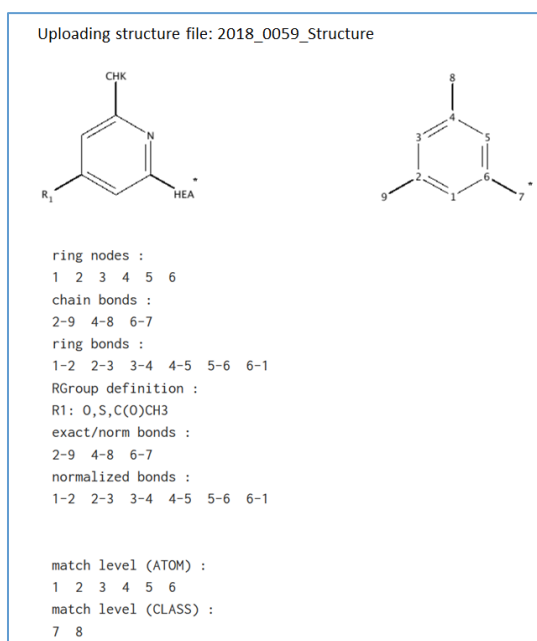 Uploading structure file: 2018_0059_Structure
CHK
N
R1
HEA
*
8
4
3
5
2
6
9
1
7
*
ring nodes :
1 2 3 4 5 6
chain bonds :
2-9 4-8 6-7
ring bonds :
1-2 2-3 3-4 4-5 5-6 6-1
RGroup definition :
R1: O,S,C(O)CH3
exact/norm bonds :
2-9 4-8 6-7
normalized bonds :
1-2 2-3 3-4 4-5 5-6 6-1
match level (ATOM) :
1 2 3 4 5 6
match level (CLASS) :
7 8